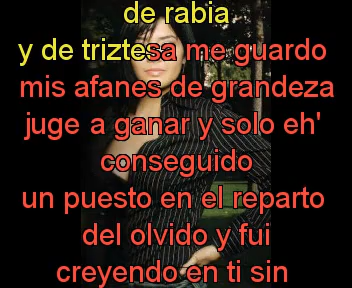 de rabia
y de triztesa me guardo
mis afanes de grandeza
juge a ganar y solo eh'
conseguido
un puesto en el reparto
del olvido y fui
creyendo en ti sin